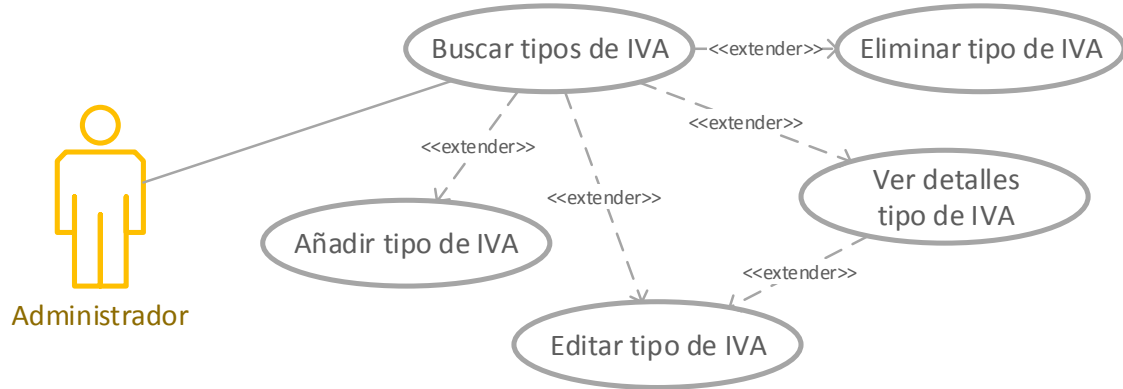 Buscar tipos de IVA
<<extender>>
Eliminar tipo de IVA
<<extender>>
<<extender>>
<<extender>>
Ver detalles
tipo de IVA
Añadir tipo de IVA
<<extender>>
Administrador
Editar tipo de IVA